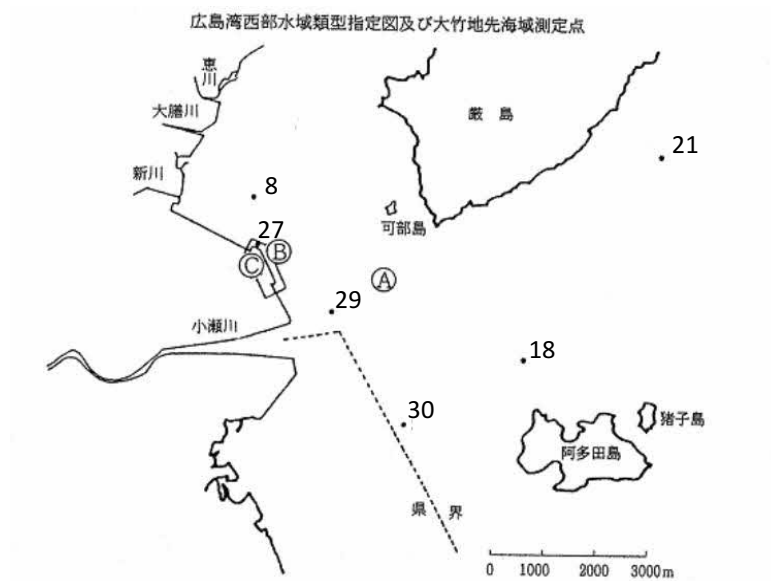 広島湾西部水域類型指定図及び大竹地先海域測定点
恵川
大膳川
新川
厳島
21
8
可部島
27
B
C
A
29
小瀬川
18
30
猪子島
阿多田島
県界
0 1000 2000 3000m